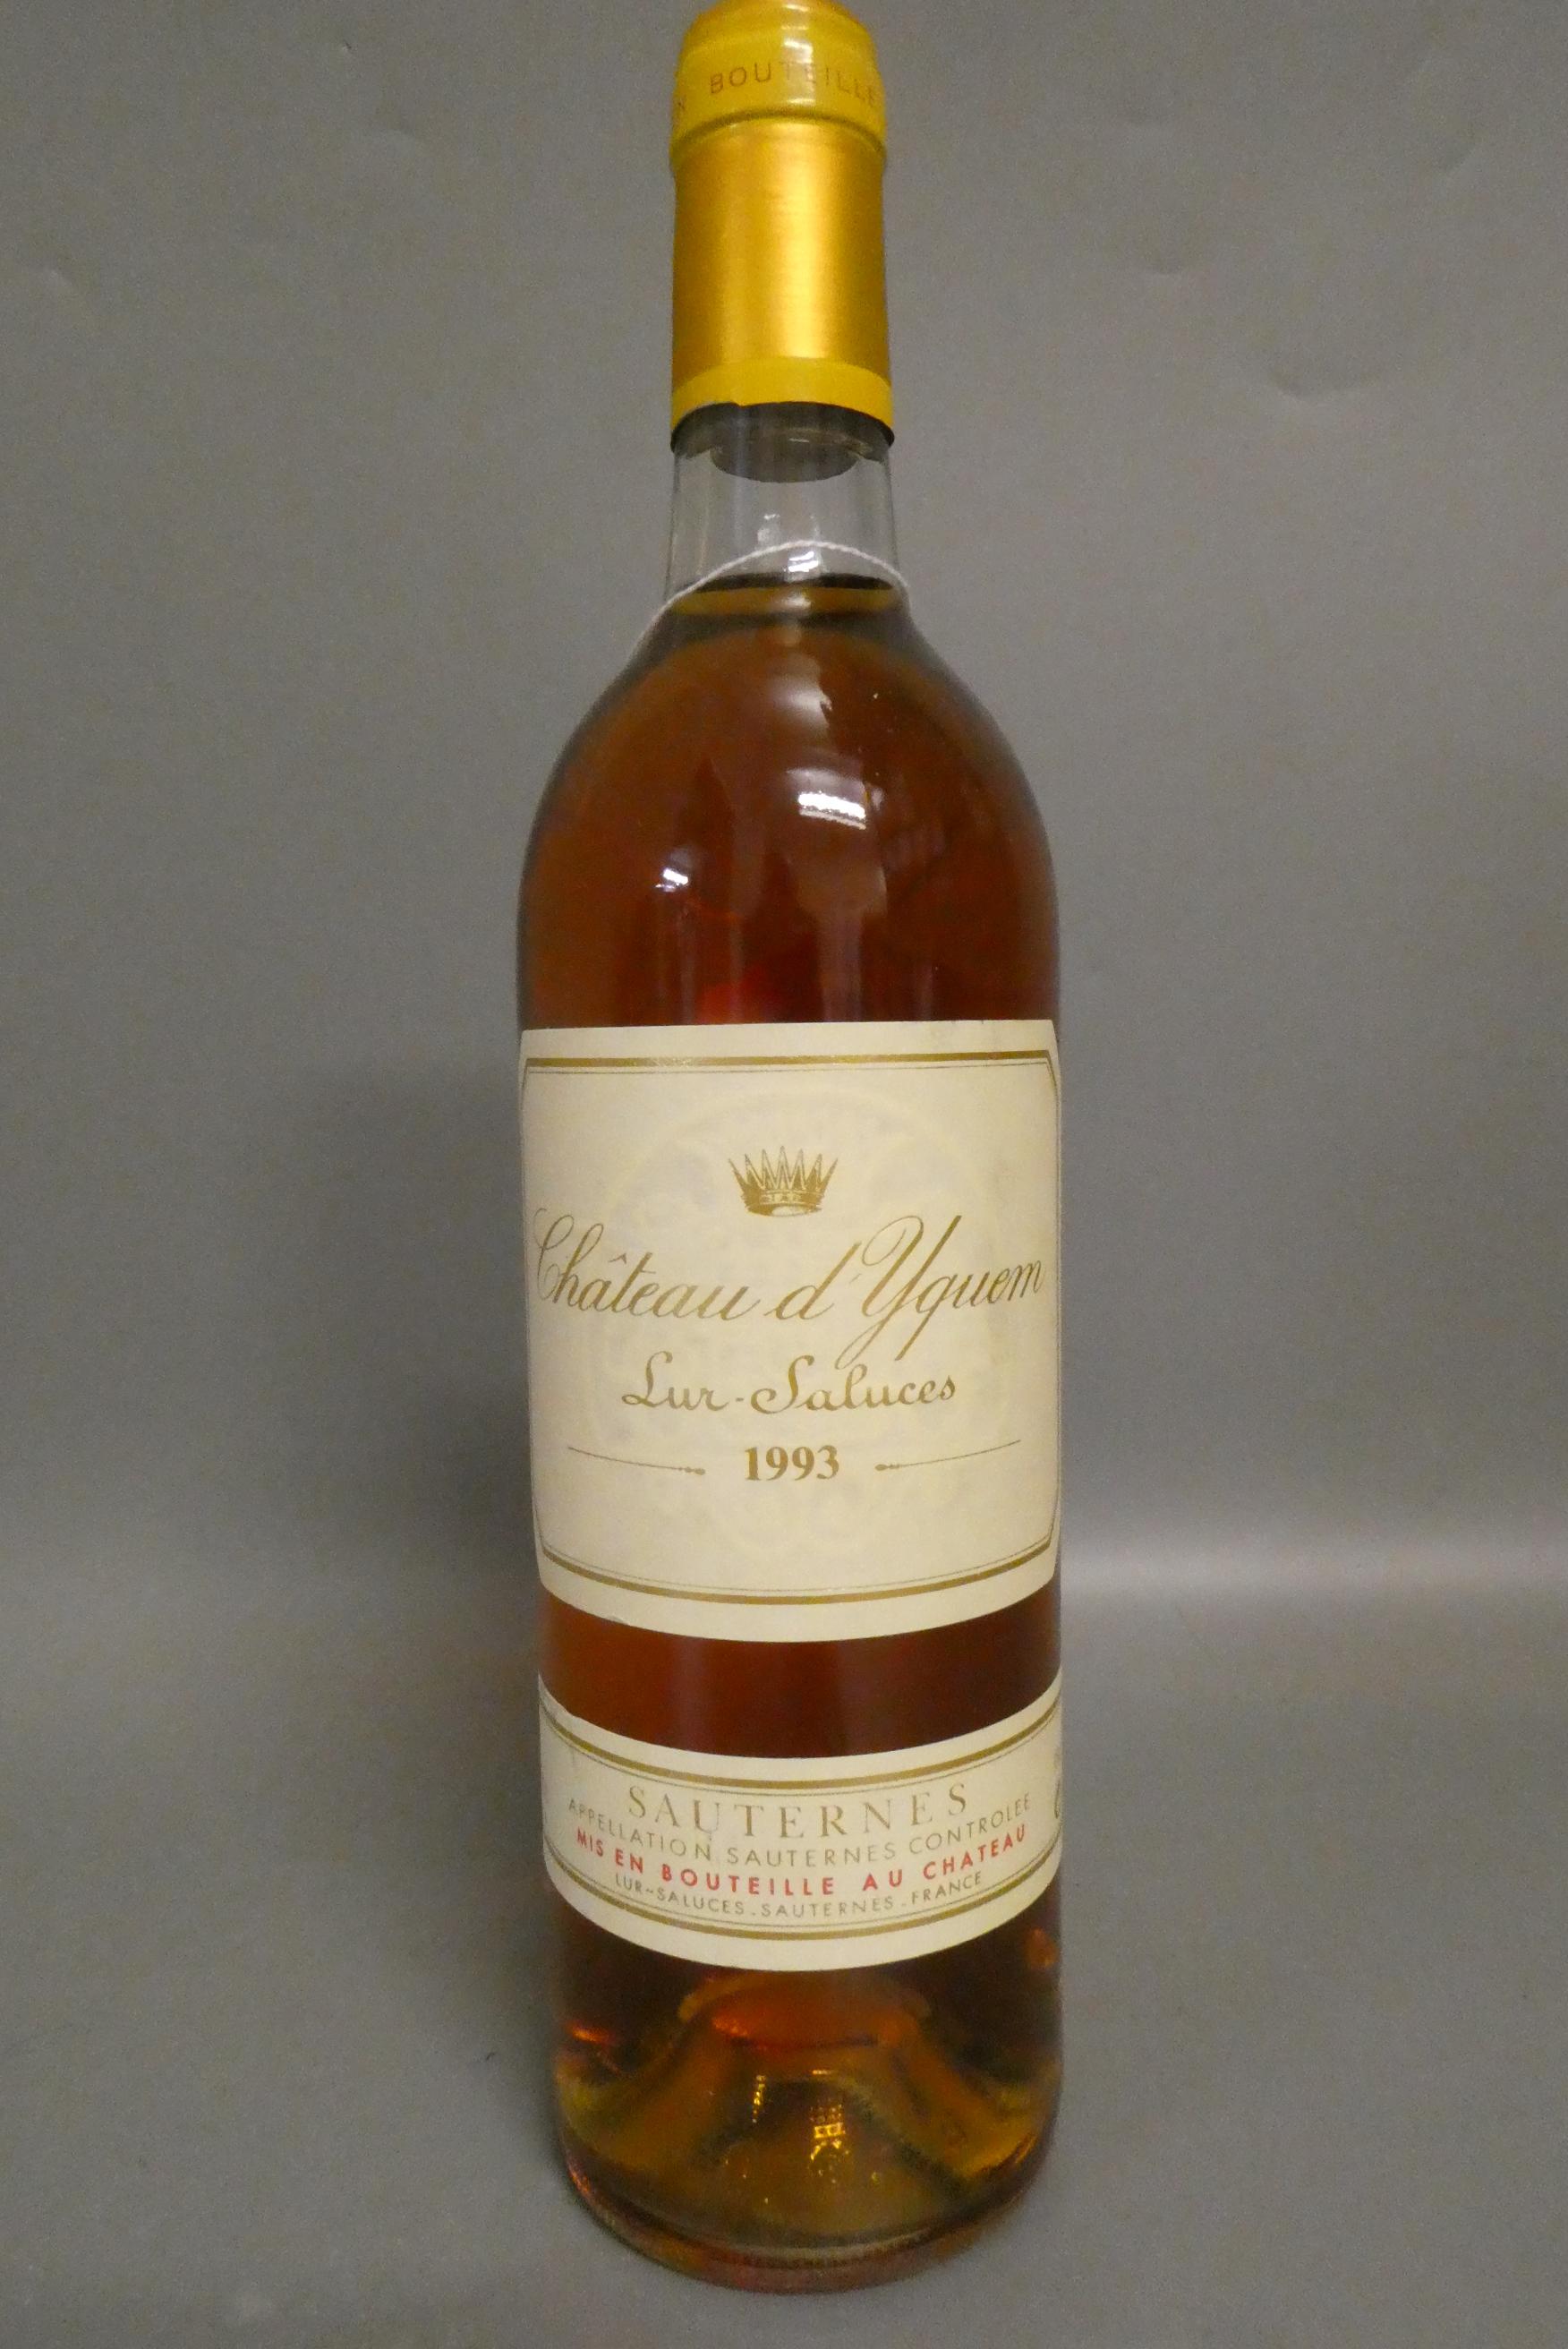 BOUTEILLE
Château d'Yquem
Lur-Saluces
1993
SAUTERNES
APPELLATION SAUTERNES CONTROLEE
MIS EN BOUTEILLE AU CHATEAU
LUR~SALUCES-SAUTERNES-FRANCE